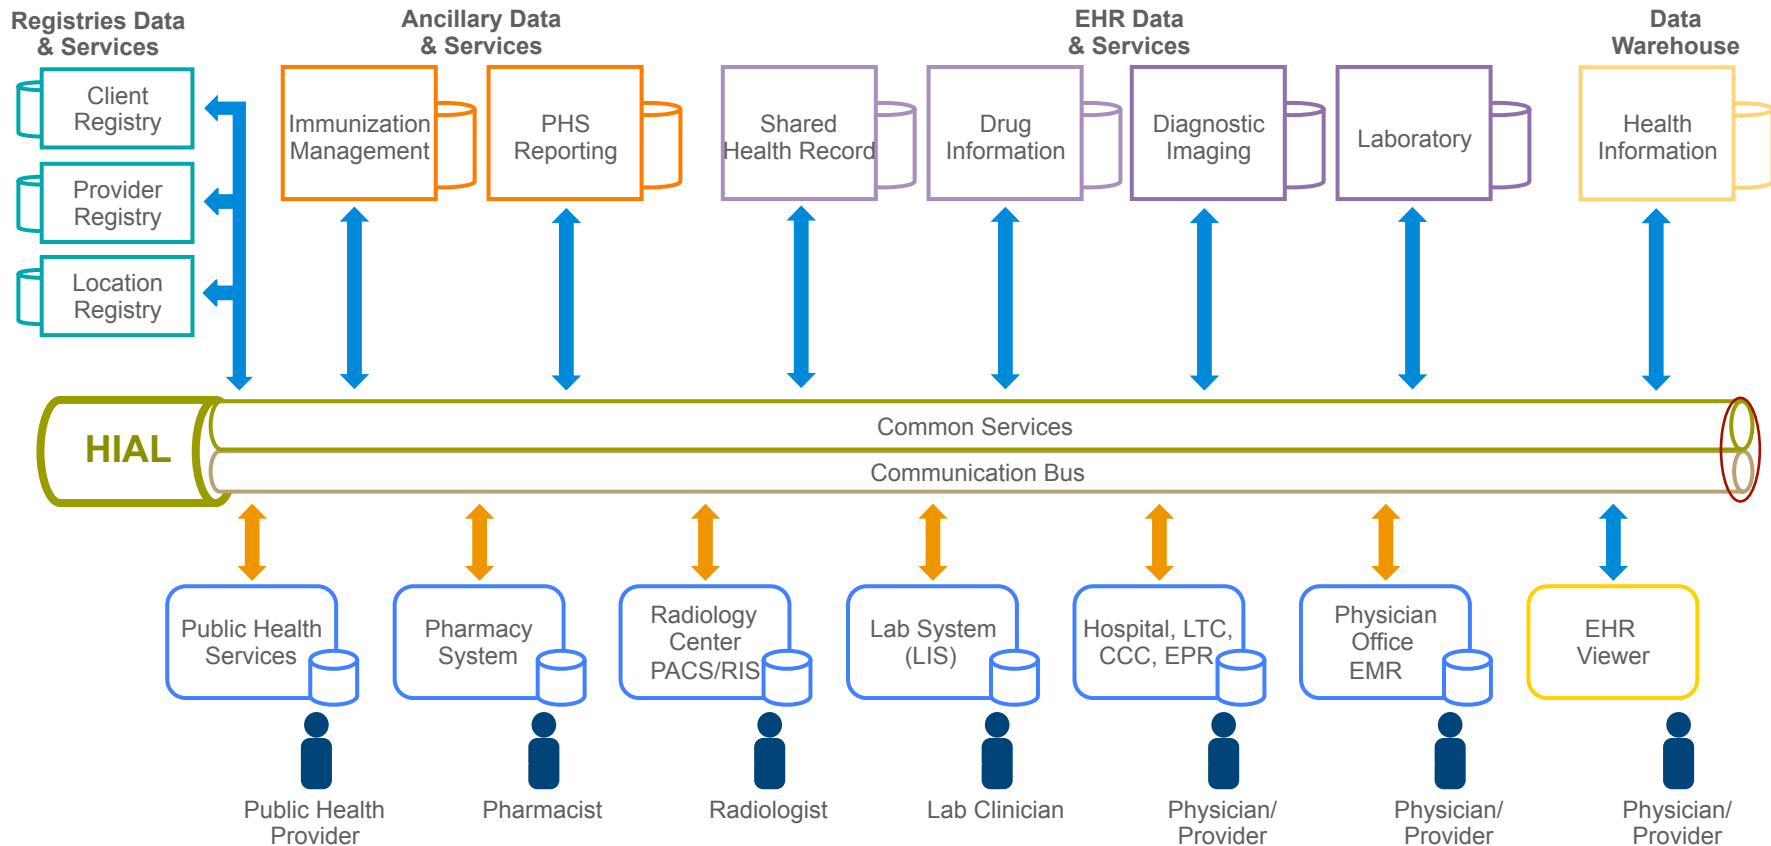 Registries Data
& Services
Ancillary Data
& Services
EHR Data
& Services
Data
Warehouse
Client
Registry
Provider
Registry
Location
Registry
Immunization
Management
PHS
Reporting
Shared
Health Record
Drug
Information
Diagnostic
Imaging
Laboratory
Health
Information
HIAL
Common Services
Communication Bus
Public Health
Services
Pharmacy
System
Radiology
Center
PACS/RIS
Lab System
(LIS)
Hospital, LTC,
CCC, EPR
Physician
Office
EMR
EHR
Viewer
Public Health
Provider
Pharmacist
Radiologist
Lab Clinician
Physician/
Provider
Physician/
Provider
Physician/
Provider